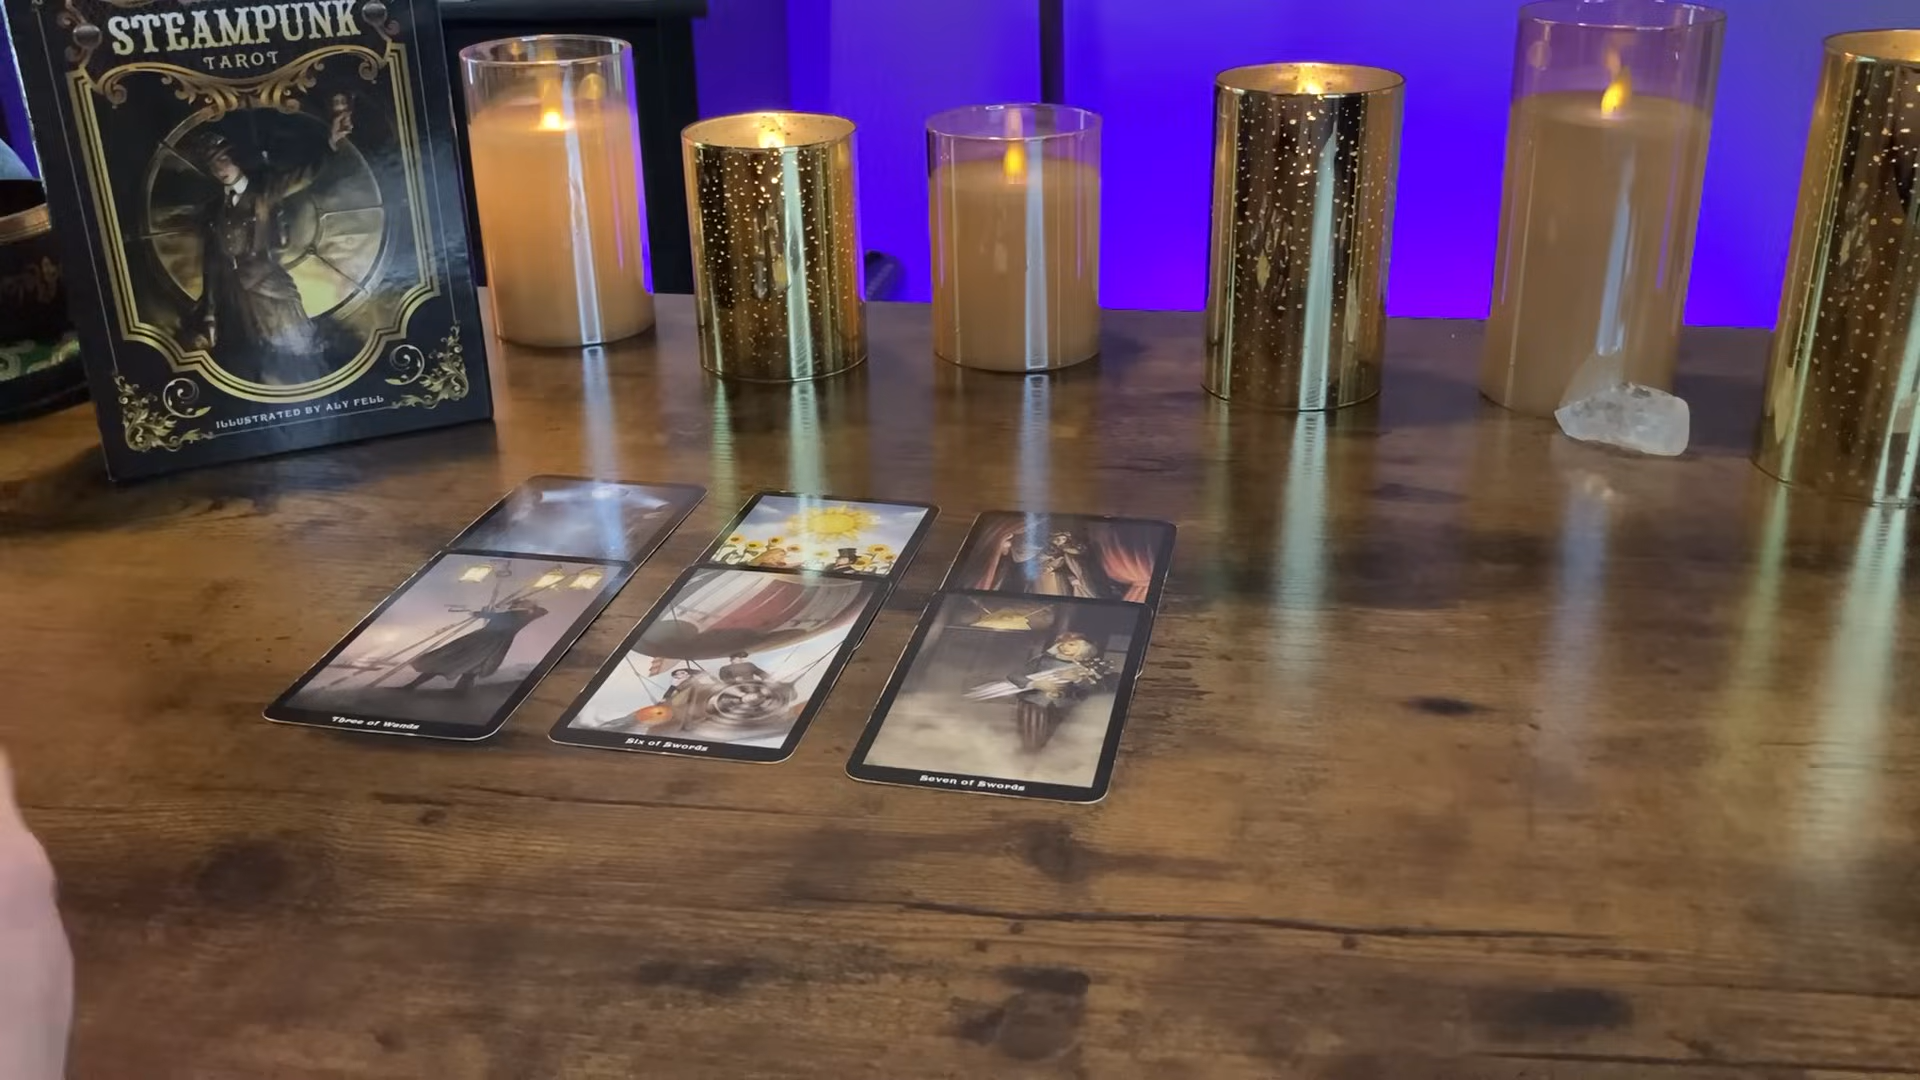 STEAMPUNK
TAROT
ILLUSTRATED BY ALY FELL
Three of Wands
Six of Swords
Seven of Swords